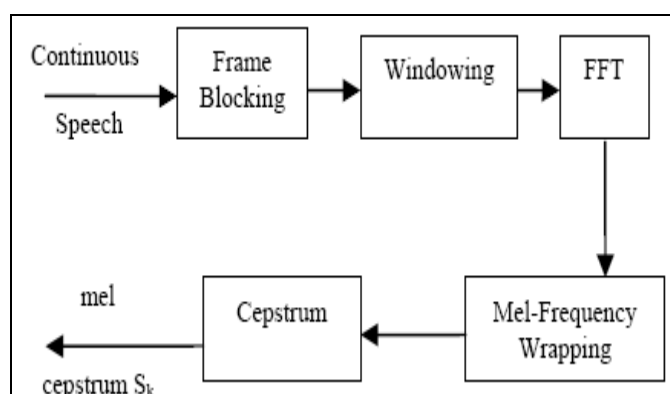 Continuous
Speech
Frame
Blocking
Windowing
FFT
Mel-Frequency
Wrapping
Cepstrum
mel
cepstrum Sₖ